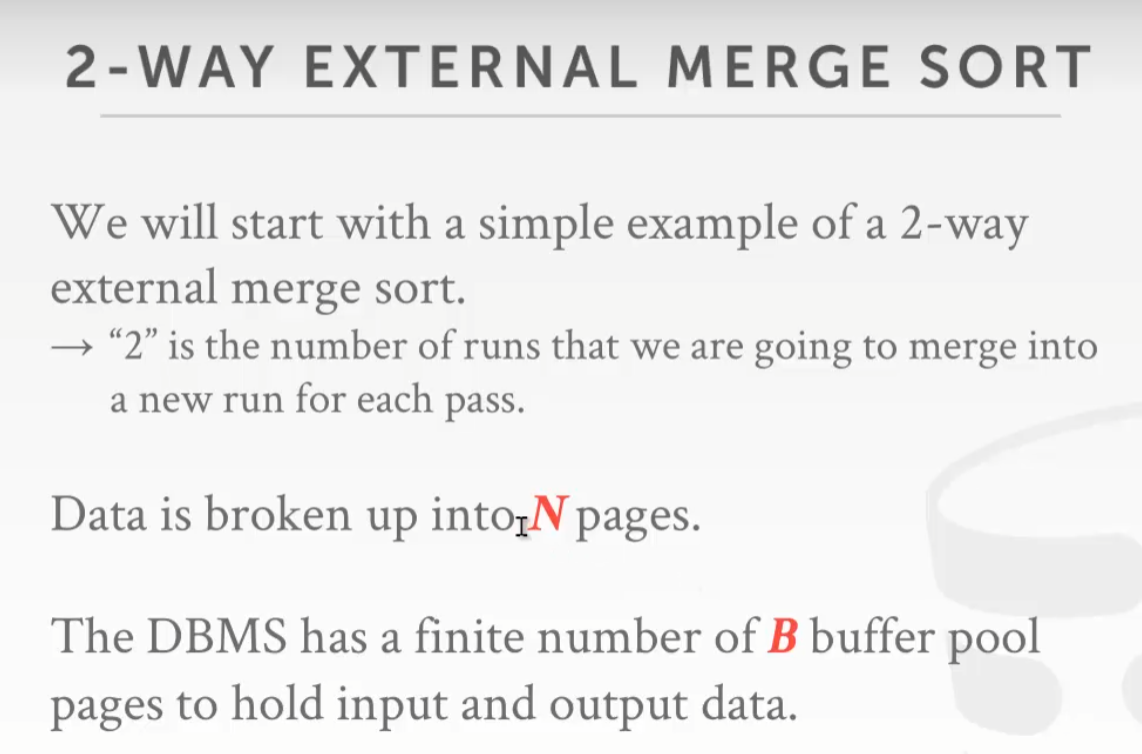 2-WAY EXTERNAL MERGE SORT
We will start with a simple example of a 2-way
external merge sort.
→ “2” is the number of runs that we are going to merge into
a new run for each pass.
Data is broken up into N pages.
The DBMS has a finite number of B buffer pool
pages to hold input and output data.